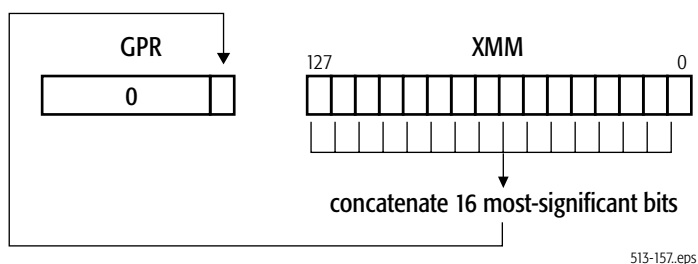 GPR
XMM
127
0
0
concatenate 16 most-significant bits
513-157.eps